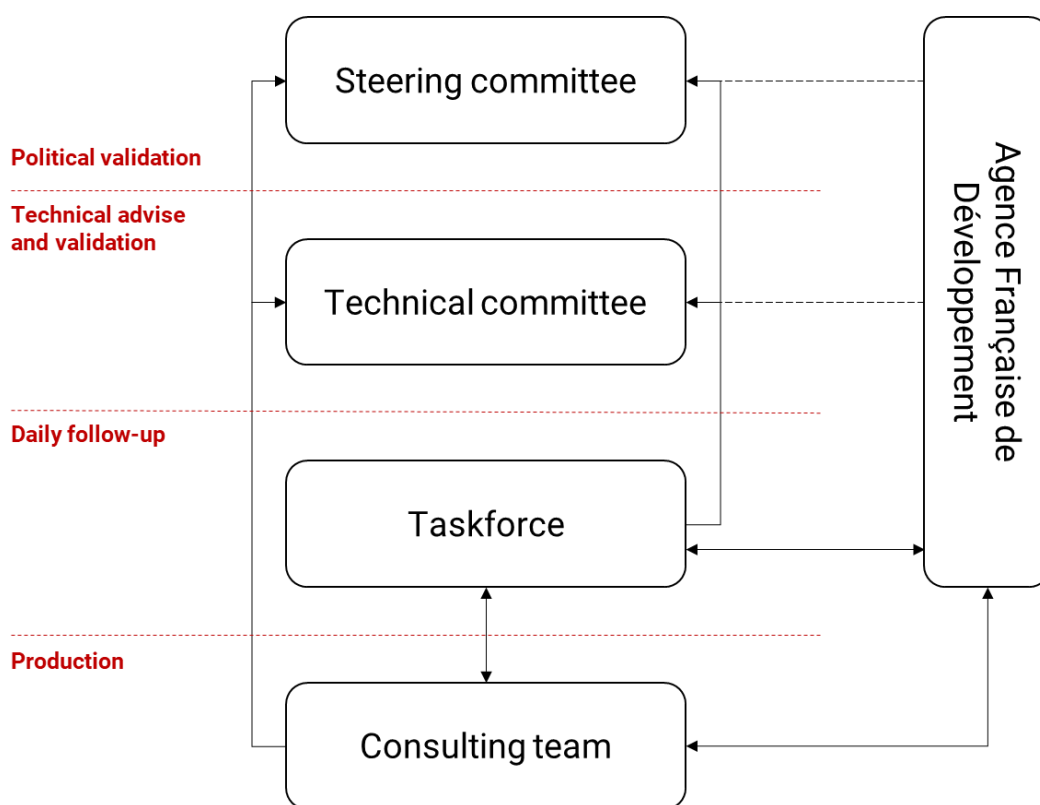 Steering committee
Political validation
Technical advise
and validation
Technical committee
Daily follow-up
Taskforce
Production
Consulting team
Agence Française de
Développement